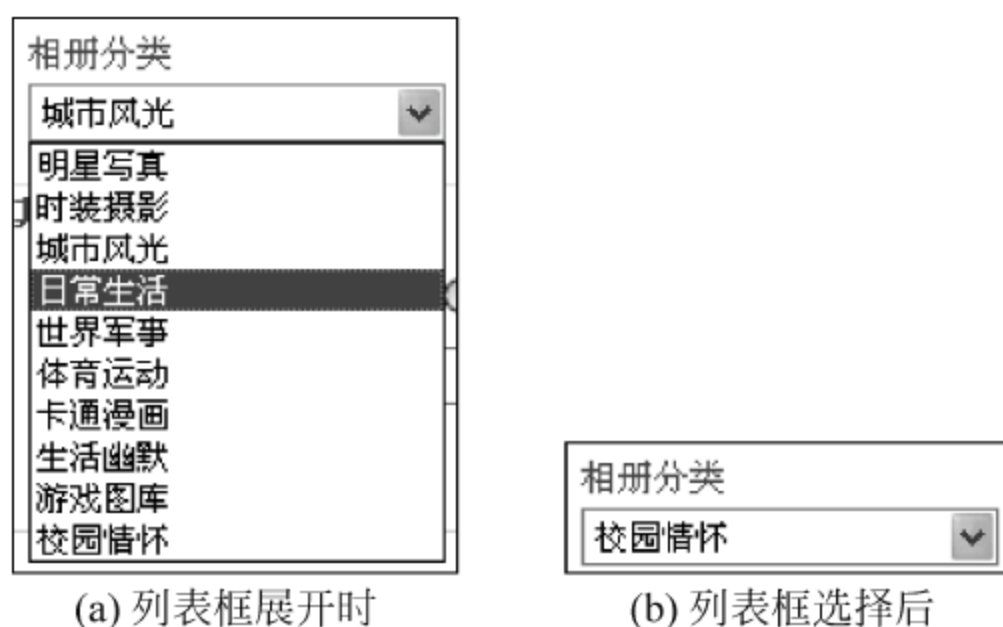 相册分类
城市风光
明星写真
时装摄影
城市风光
日常生活
世界军事
体育运动
卡通漫画
生活幽默
游戏图库
校园情怀
(a) 列表框展开时
相册分类
校园情怀
(b) 列表框选择后